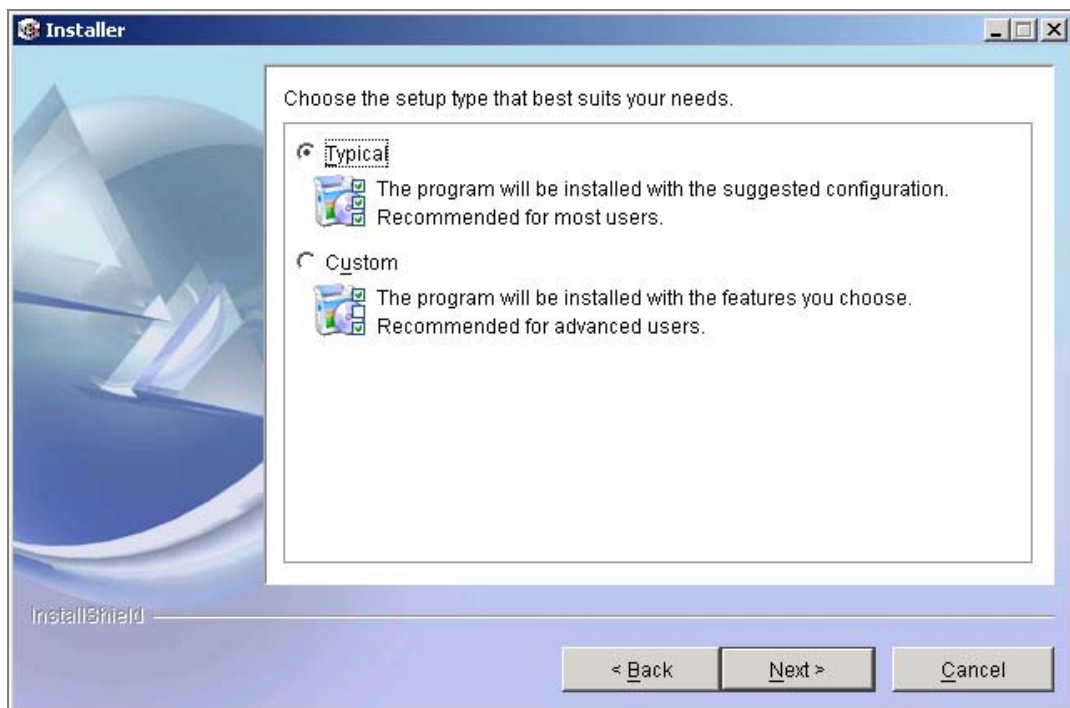 Installer
Choose the setup type that best suits your needs.
Typical
The program will be installed with the suggested configuration.
Recommended for most users.
Custom
The program will be installed with the features you choose.
Recommended for advanced users.
InstallShield
< Back
Next >
Cancel